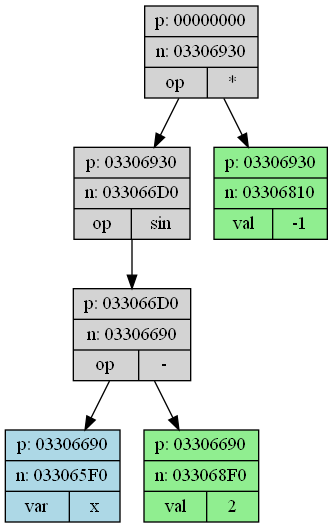 p: 00000000
n: 03306930
op *
p: 03306930
n: 033066D0
op sin
p: 03306930
n: 03306810
val -1
p: 033066D0
n: 03306690
op -
p: 03306690
n: 033065F0
var x
p: 03306690
n: 033068F0
val 2